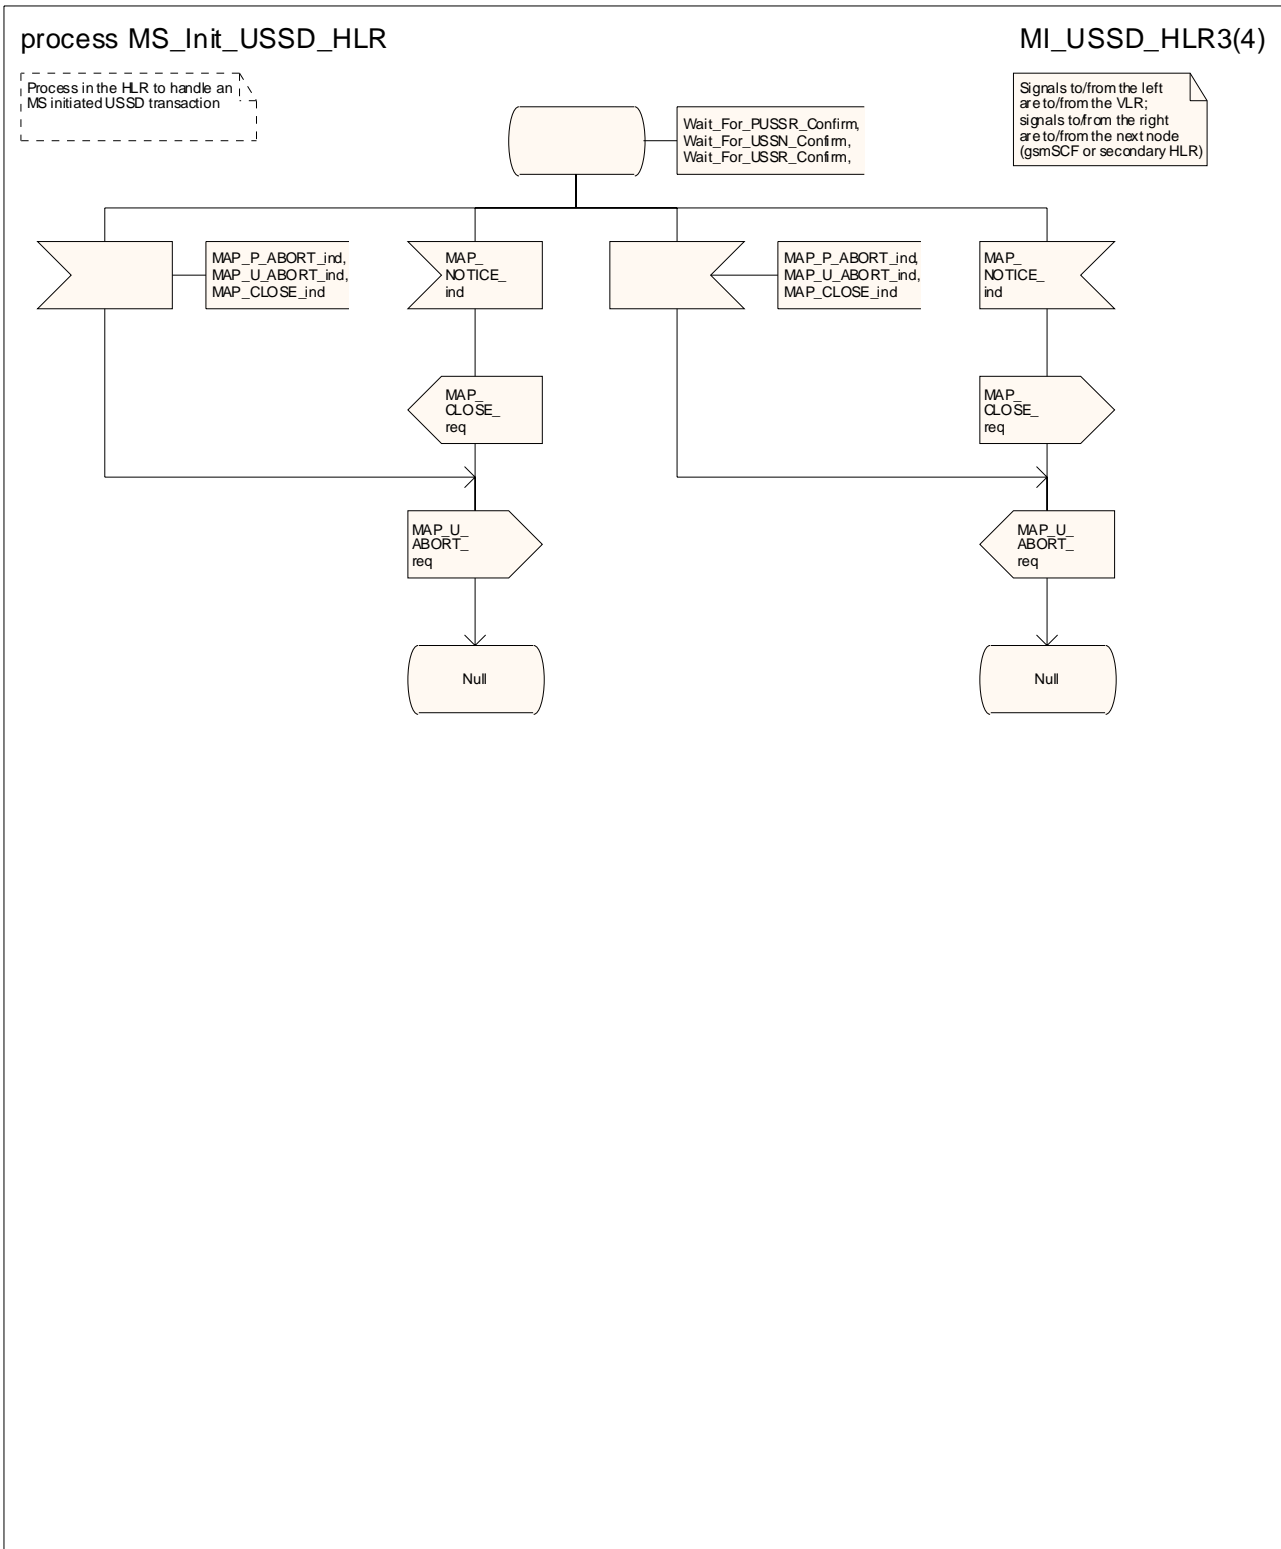 process MS_Init_USSD_HLR
MI_USSD_HLR3(4)
Process in the HLR to handle an
MS initiated USSD transaction
Signals to/from the left
are to/from the VLR;
signals to/from the right
are to/from the next node
(gsmSCF or secondary HLR)
Wait_For_PUSSR_Confirm,
Wait_For_USSN_Confirm,
Wait_For_USSR_Confirm,
MAP_P_ABORT_ind,
MAP_U_ABORT_ind,
MAP_CLOSE_ind
MAP_
NOTICE_
ind
MAP_P_ABORT_ind,
MAP_U_ABORT_ind,
MAP_CLOSE_ind
MAP_
NOTICE_
ind
MAP_
CLOSE_
req
MAP_
CLOSE_
req
MAP_U_
ABORT_
req
MAP_U_
ABORT_
req
Null
Null